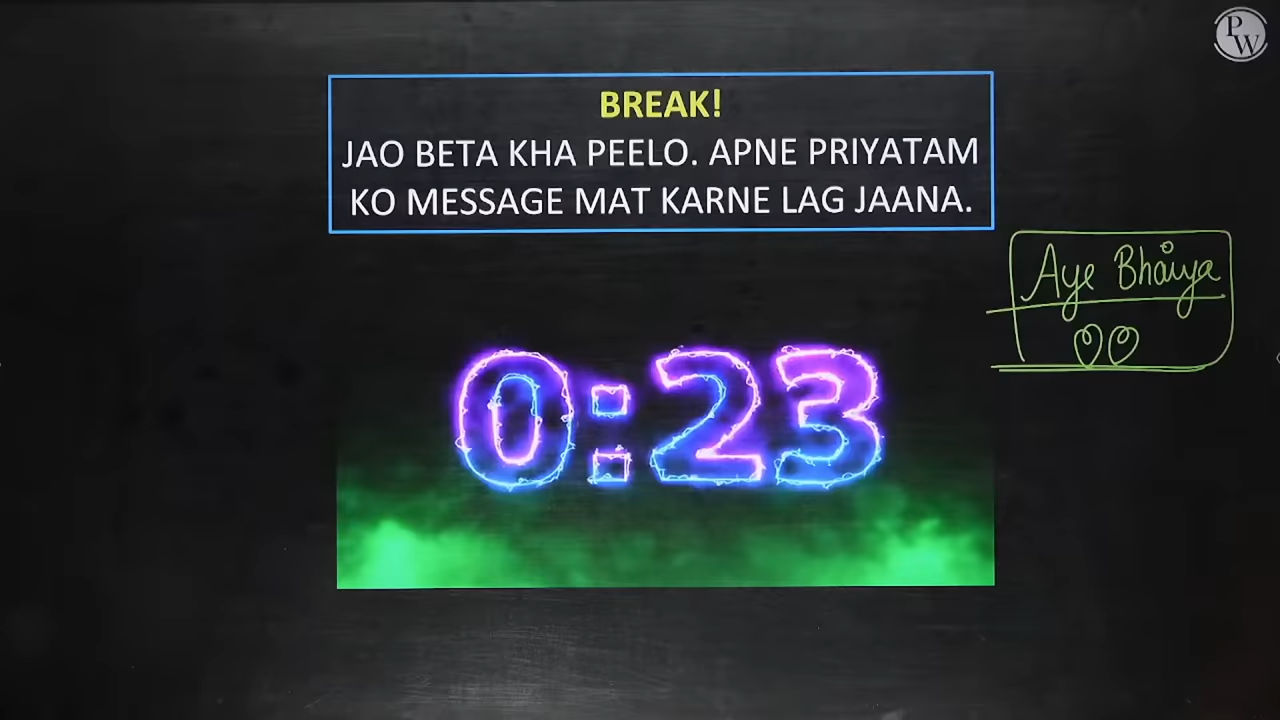 PW
BREAK!
JAO BETA KHA PEELO. APNE PRIYATAM
KO MESSAGE MAT KARNE LAG JAANA.
Aye Bhaiya
0:23